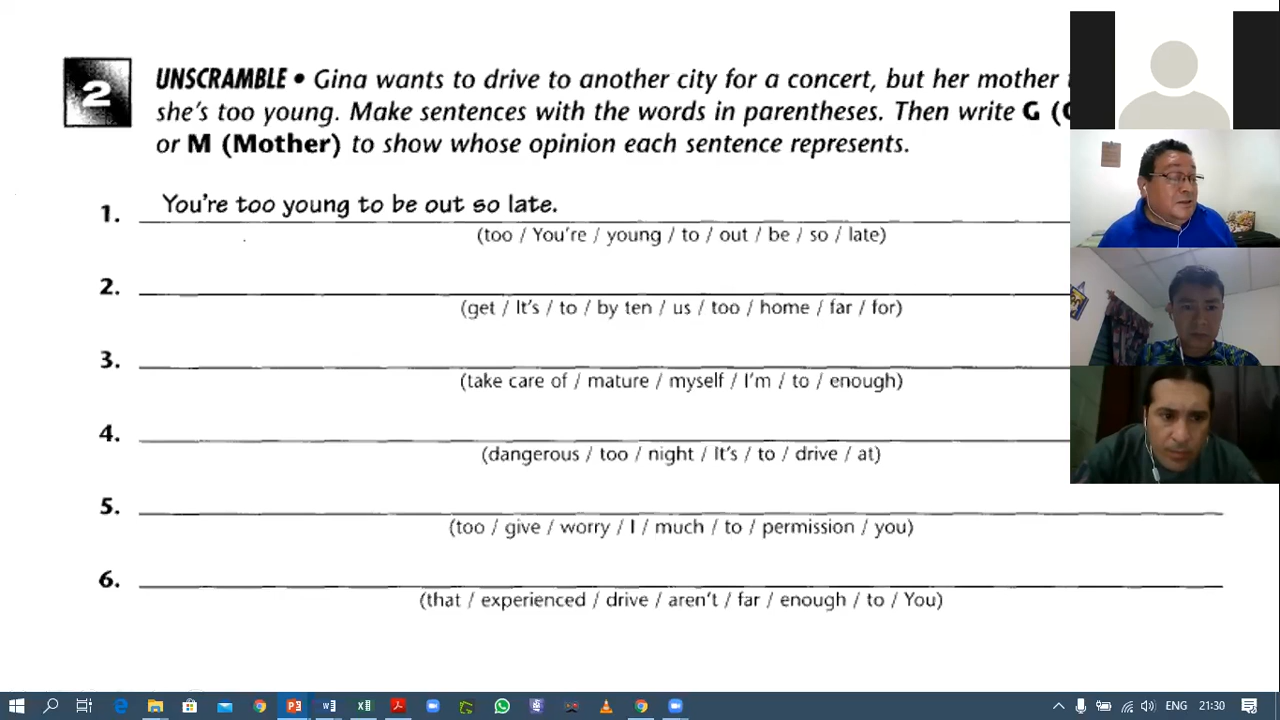 2
UNSCRAMBLE • Gina wants to drive to another city for a concert, but her mother
she's too young. Make sentences with the words in parentheses. Then write G
or M (Mother) to show whose opinion each sentence represents.
1. You're too young to be out so late.
(too / You're / young / to / out / be / so / late)
2.
(get / It's / to / by ten / us / too / home / far / for)
3.
(take care of / mature / myself / I'm / to / enough)
4.
(dangerous / too / night / It's / to / drive / at)
5.
(too / give / worry / I / much / to / permission / you)
6.
(that / experienced / drive / aren't / far / enough / to / You)
ENG 21:30